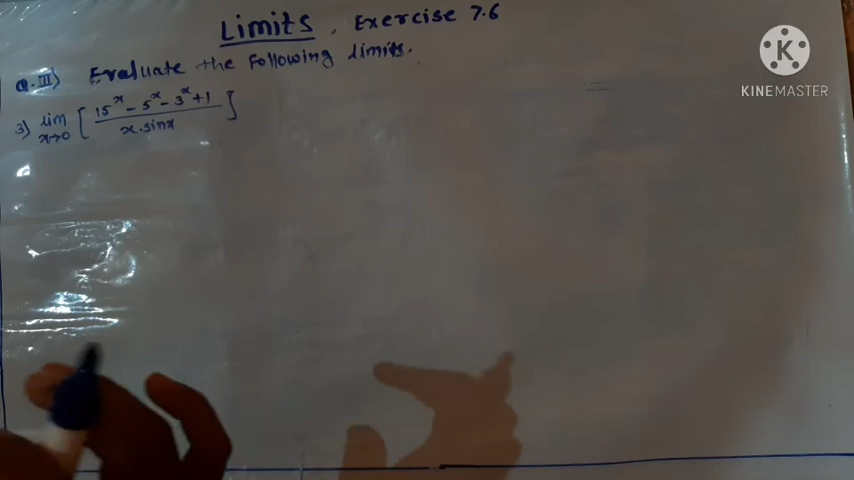 Limits, Exercise 7.6
Q.III) Evaluate the following limits.
3) lim x→0 [ 15^x - 5^x - 3^x + 1 / x.sinx ]
K
KINEMASTER